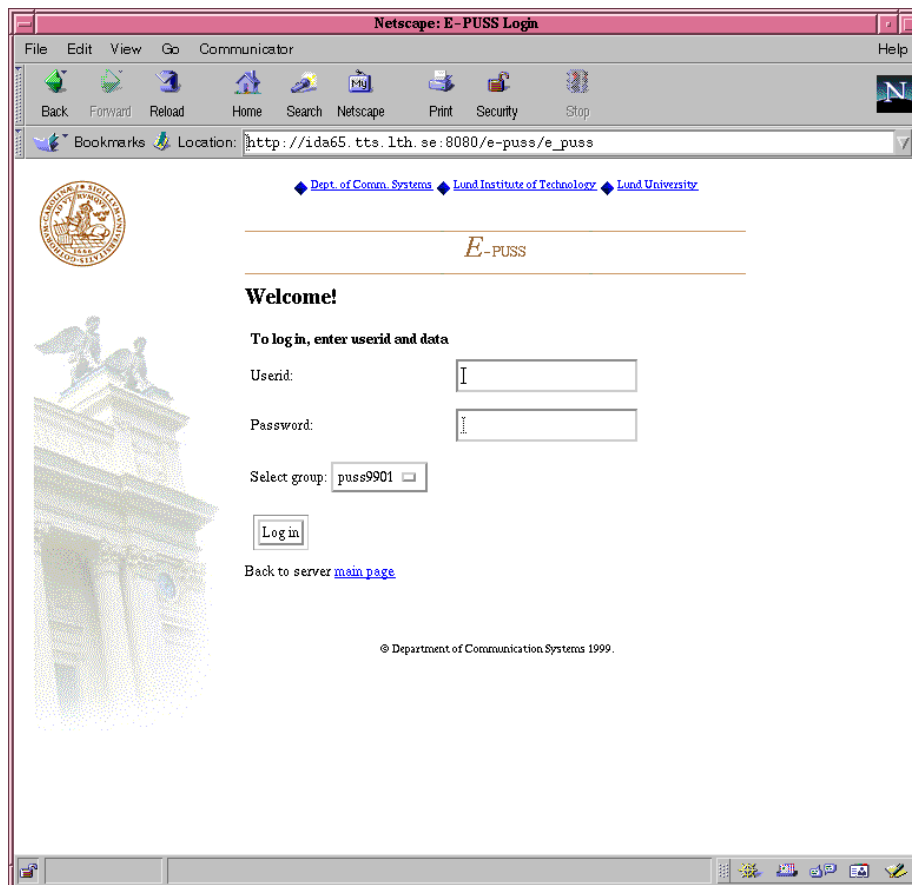 Netscape: E-PUSS Login
File Edit View Go Communicator Help
Back Forward Reload Home Search Netscape Print Security Stop
Bookmarks Location: http://ida65.tts.lth.se:8080/e-puss/e_puss
Dept. of Comm. Systems Lund Institute of Technology Lund University
E-PUSS
Welcome!
To log in, enter userid and data
Userid:
Password:
Select group: puss9901
Log in
Back to server main page
© Department of Communication Systems 1999.